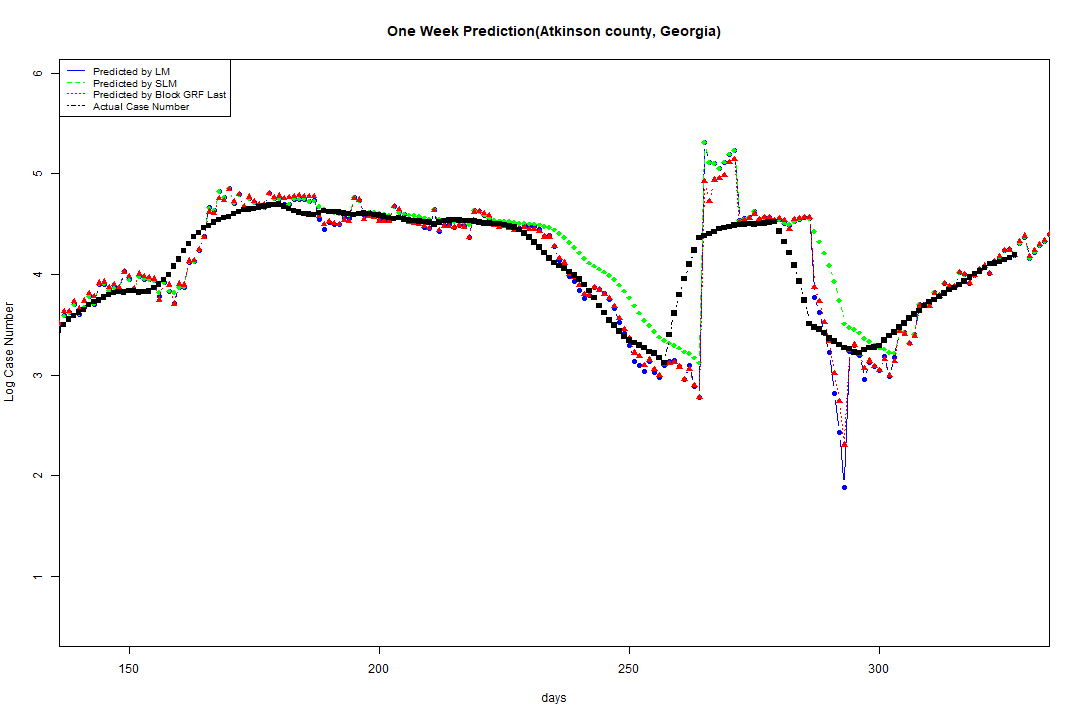 One Week Prediction(Atkinson county, Georgia)
Predicted by LM
Predicted by SLM
Predicted by Block GRF Last
Actual Case Number
6
5
4
3
2
1
Log Case Number
150
200
250
300
days